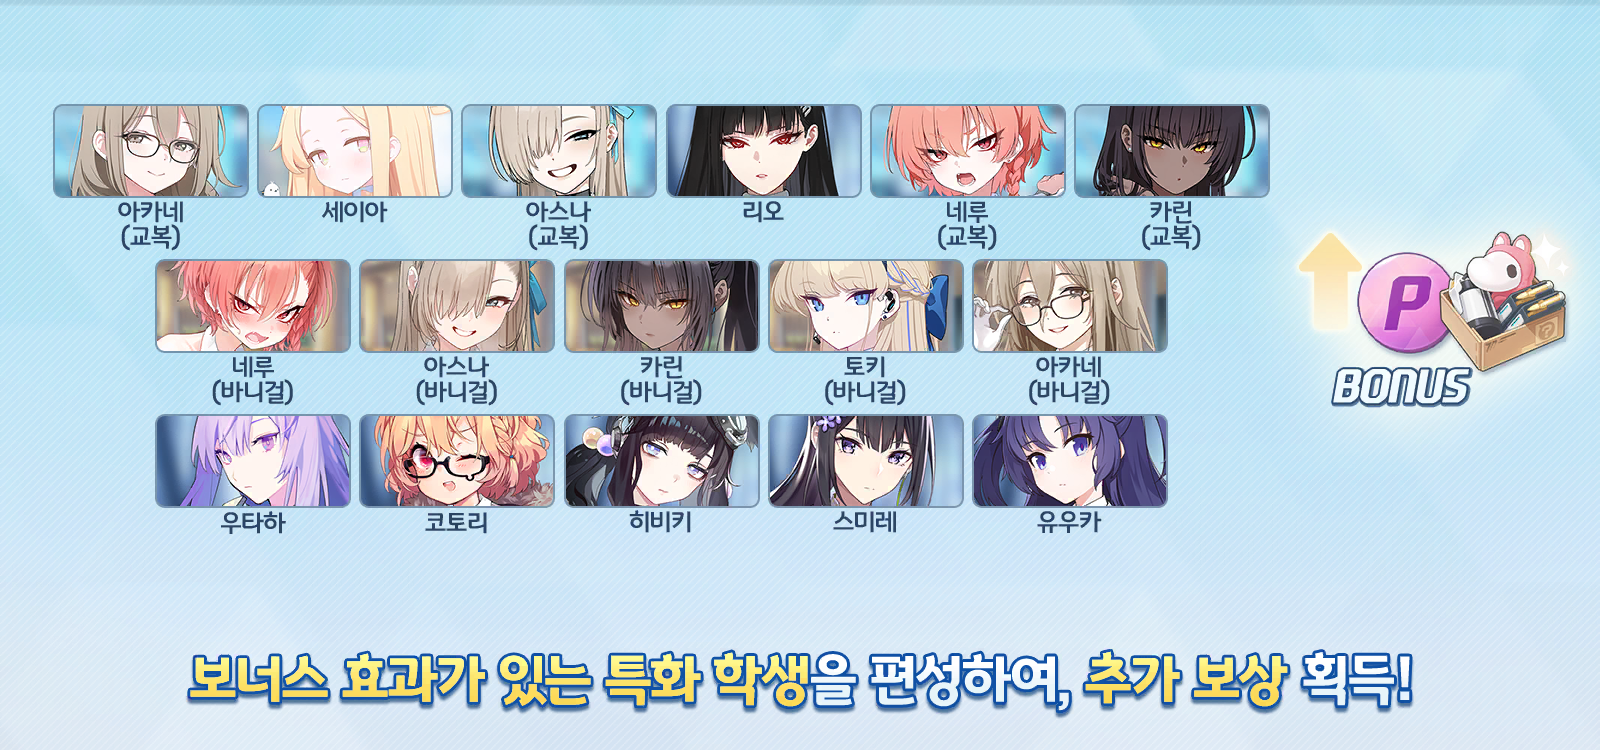 아카네 세이아 아스나 리오 네루 카린
(교복) (교복) (교복) (교복)
네루 아스나 카린 토키 아카네
(바니걸) (바니걸) (바니걸) (바니걸) (바니걸)
P
?
BONUS
우타하 코토리 히비키 스미레 유우카
보너스 효과가 있는 특화 학생을 편성하여, 추가 보상 획득!